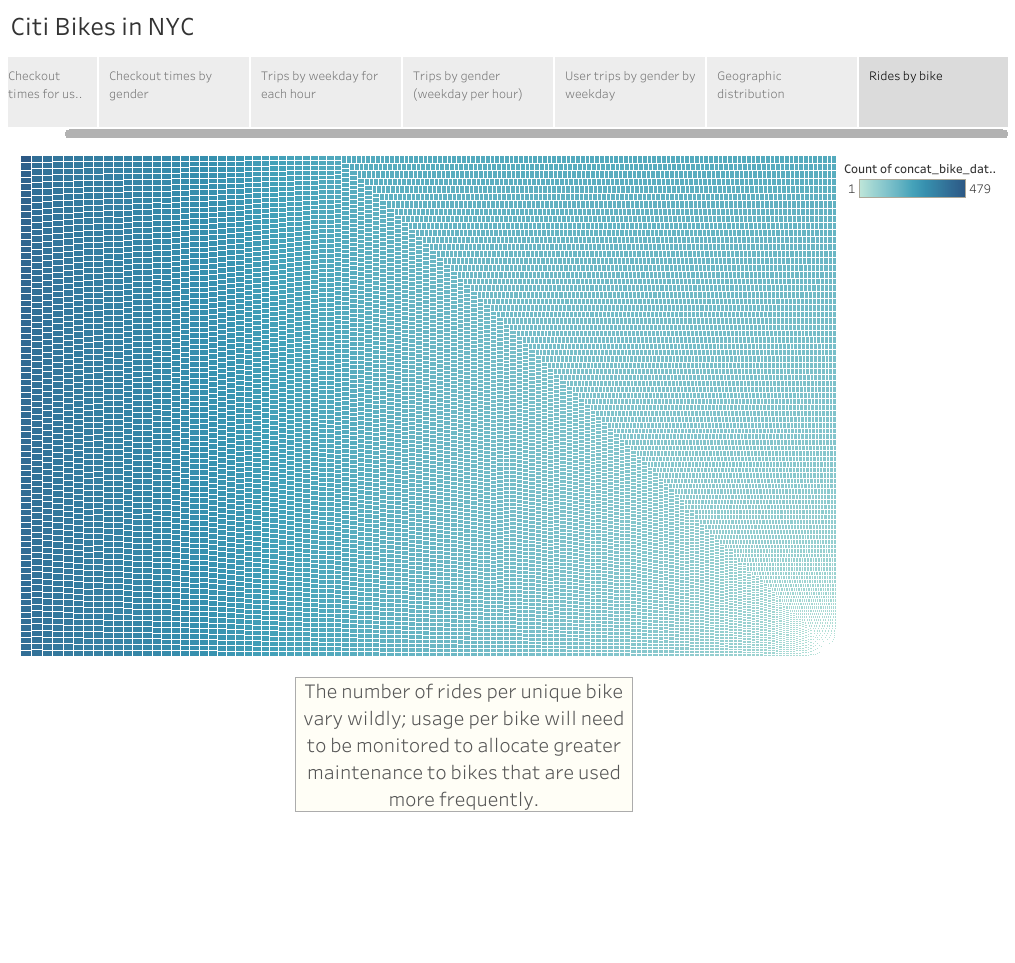 Citi Bikes in NYC
Checkout
times for us..
Checkout times by
gender
Trips by weekday for
each hour
Trips by gender
(weekday per hour)
User trips by gender by
weekday
Geographic
distribution
Rides by bike
Count of concat_bike_dat..
1 479
The number of rides per unique bike
vary wildly; usage per bike will need
to be monitored to allocate greater
maintenance to bikes that are used
more frequently.